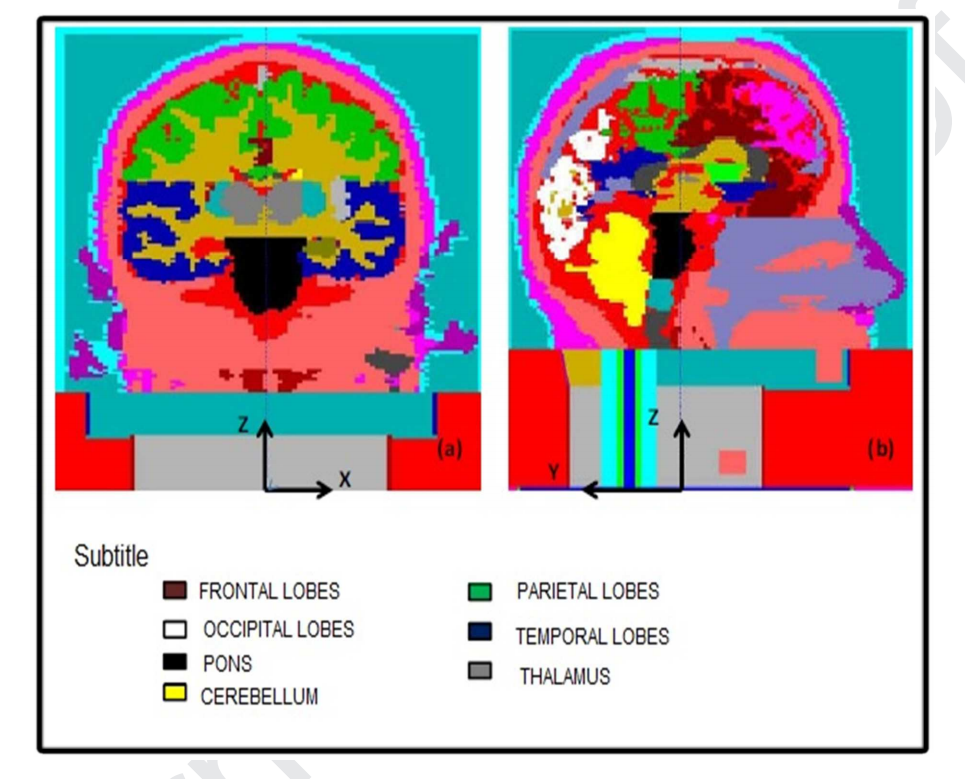 Z
X
(a)
Z
Y
(b)
Subtitle
FRONTAL LOBES
OCCIPITAL LOBES
PONS
CEREBELLUM
PARIETAL LOBES
TEMPORAL LOBES
THALAMUS